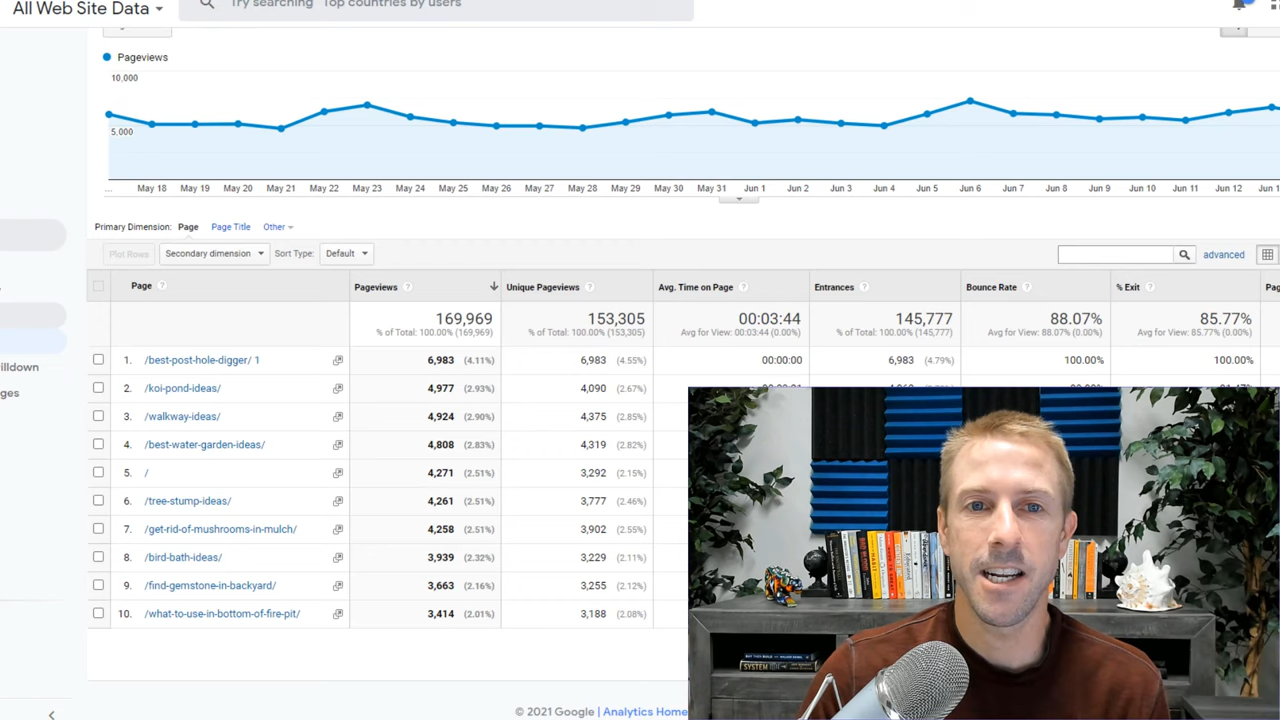 All Web Site Data
Try searching "Top countries by users"
Pageviews
10,000
5,000
... May 18 May 19 May 20 May 21 May 22 May 23 May 24 May 25 May 26 May 27 May 28 May 29 May 30 May 31 Jun 1 Jun 2 Jun 3 Jun 4 Jun 5 Jun 6 Jun 7 Jun 8 Jun 9 Jun 10 Jun 11 Jun 12 Jun 1
Primary Dimension: Page Page Title Other
Plot Rows Secondary dimension Sort Type: Default advanced
Page Pageviews Unique Pageviews Avg. Time on Page Entrances Bounce Rate % Exit Pag
169,969 153,305 00:03:44 145,777 88.07% 85.77%
% of Total: 100.00% (169,969) % of Total: 100.00% (153,305) Avg for View: 00:03:44 (0.00%) % of Total: 100.00% (145,777) Avg for View: 88.07% (0.00%) Avg for View: 85.77% (0.00%)
1. /best-post-hole-digger/ 1 6,983 (4.11%) 6,983 (4.55%) 00:00:00 6,983 (4.79%) 100.00% 100.00%
illdown
2. /koi-pond-ideas/ 4,977 (2.93%) 4,090 (2.67%)
ges
3. /walkway-ideas/ 4,924 (2.90%) 4,375 (2.85%)
4. /best-water-garden-ideas/ 4,808 (2.83%) 4,319 (2.82%)
5. / 4,271 (2.51%) 3,292 (2.15%)
6. /tree-stump-ideas/ 4,261 (2.51%) 3,777 (2.46%)
7. /get-rid-of-mushrooms-in-mulch/ 4,258 (2.51%) 3,902 (2.55%)
8. /bird-bath-ideas/ 3,939 (2.32%) 3,229 (2.11%)
9. /find-gemstone-in-backyard/ 3,663 (2.16%) 3,255 (2.12%)
10. /what-to-use-in-bottom-of-fire-pit/ 3,414 (2.01%) 3,188 (2.08%)
SYSTEM
© 2021 Google | Analytics Home